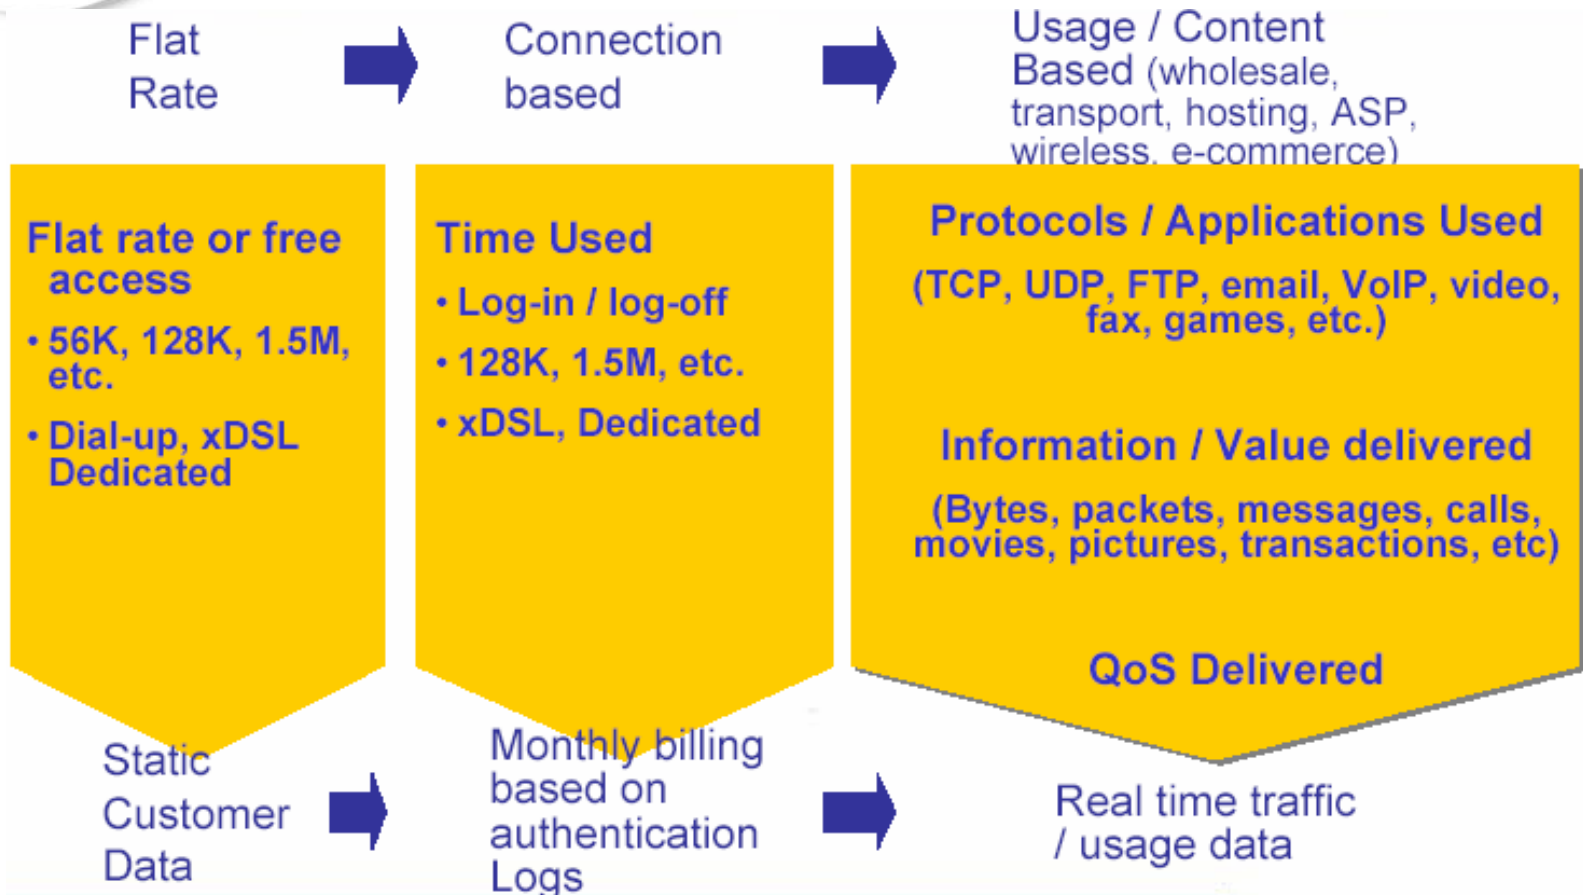 Flat
Rate
Connection
based
Usage / Content
Based (wholesale,
transport, hosting, ASP,
wireless, e-commerce)
Flat rate or free
access
• 56K, 128K, 1.5M,
etc.
• Dial-up, xDSL
Dedicated
Time Used
• Log-in / log-off
• 128K, 1.5M, etc.
• xDSL, Dedicated
Protocols / Applications Used
(TCP, UDP, FTP, email, VoIP, video,
fax, games, etc.)
Information / Value delivered
(Bytes, packets, messages, calls,
movies, pictures, transactions, etc)
QoS Delivered
Static
Customer
Data
Monthly billing
based on
authentication
Logs
Real time traffic
/ usage data